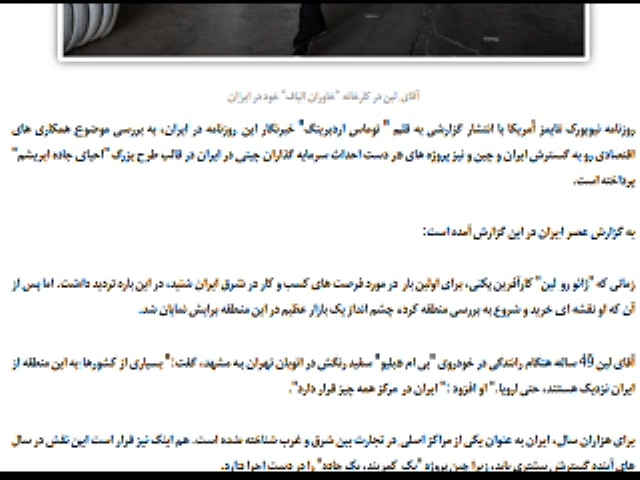 آقای لین در کارخانه "خاوران الیاف" خود در ایران
روزنامه نیویورک تایمز آمریکا با انتشار گزارشی به قلم " توماس اردبرینگ" خبرنگار این روزنامه در ایران، به بررسی موضوع همکاری های
اقتصادی رو به گسترش ایران و چین و نیز پروژه های در دست احداث سرمایه گذاران چینی در ایران در قالب طرح بزرگ "احیای جاده ابریشم"
پرداخته است.
به گزارش عصر ایران در این گزارش آمده است:
زمانی که "ژائو رو لین" کارآفرین پکنی، برای اولین بار در مورد فرصت های کسب و کار در شرق ایران شنید، در این باره تردید داشت. اما پس از
آن که او نقشه ای خرید و شروع به بررسی منطقه کرد، چشم انداز یک بازار عظیم در این منطقه برایش نمایان شد.
آقای لین 49 ساله هنگام رانندگی در خودروی "بی ام دبلیو" سفید رنگش در اتوبان تهران به مشهد، گفت:" بسیاری از کشورها به این منطقه از
ایران نزدیک هستند، حتی اروپا." او افزود :" ایران در مرکز همه چیز قرار دارد".
برای هزاران سال، ایران به عنوان یکی از مراکز اصلی در تجارت بین شرق و غرب شناخته شده است. هم اینک نیز قرار است این نقش در سال
های آینده گسترش بیشتری یابد، زیرا چین پروژه "یک کمربند، یک جاده" را در دست اجرا دارد.